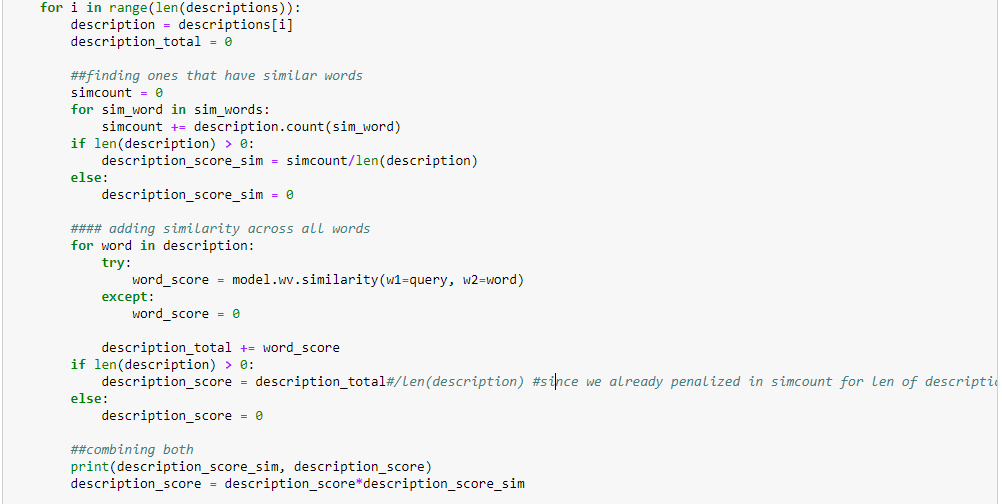 for i in range(len(descriptions)):
    description = descriptions[i]
    description_total = 0

    ##finding ones that have similar words
    simcount = 0
    for sim_word in sim_words:
        simcount += description.count(sim_word)
    if len(description) > 0:
        description_score_sim = simcount/len(description)
    else:
        description_score_sim = 0

    #### adding similarity across all words
    for word in description:
        try:
            word_score = model.wv.similarity(w1=query, w2=word)
        except:
            word_score = 0

        description_total += word_score
    if len(description) > 0:
        description_score = description_total#/len(description) #since we already penalized in simcount for len of
    else:
        description_score = 0

    ##combining both
    print(description_score_sim, description_score)
    description_score = description_score*description_score_sim